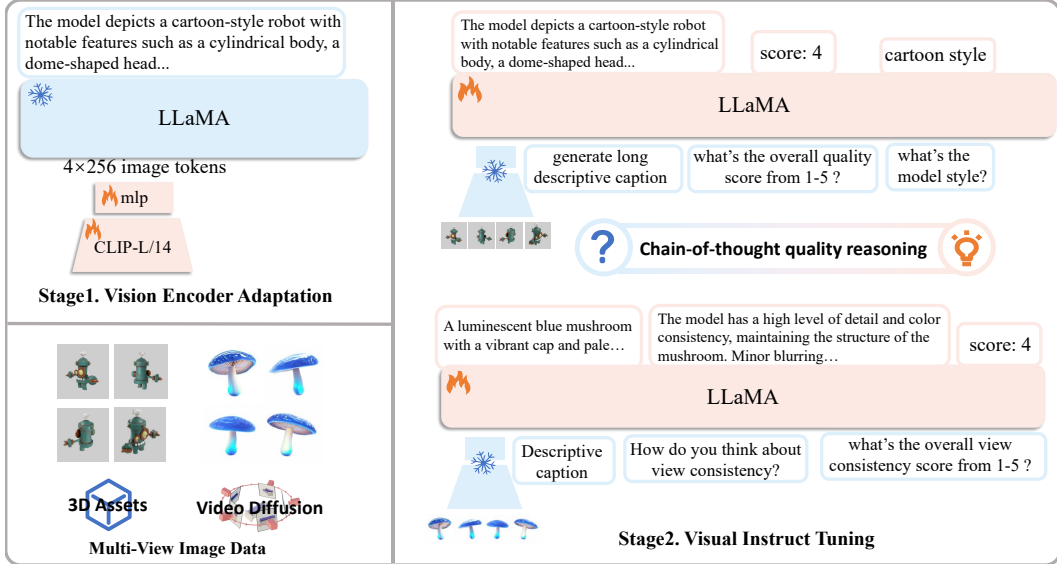 The model depicts a cartoon-style robot with
notable features such as a cylindrical body, a
dome-shaped head...
LLaMA
4×256 image tokens
mlp
CLIP-L/14
Stage1. Vision Encoder Adaptation
3D Assets
Video Diffusion
Multi-View Image Data
The model depicts a cartoon-style robot
with notable features such as a cylindrical
body, a dome-shaped head...
score: 4
cartoon style
LLaMA
generate long
descriptive caption
what's the overall quality
score from 1-5 ?
what's the
model style?
?
Chain-of-thought quality reasoning
A luminescent blue mushroom
with a vibrant cap and pale…
The model has a high level of detail and color
consistency, maintaining the structure of the
mushroom. Minor blurring…
score: 4
LLaMA
Descriptive
caption
How do you think about
view consistency?
what's the overall view
consistency score from 1-5 ?
Stage2. Visual Instruct Tuning